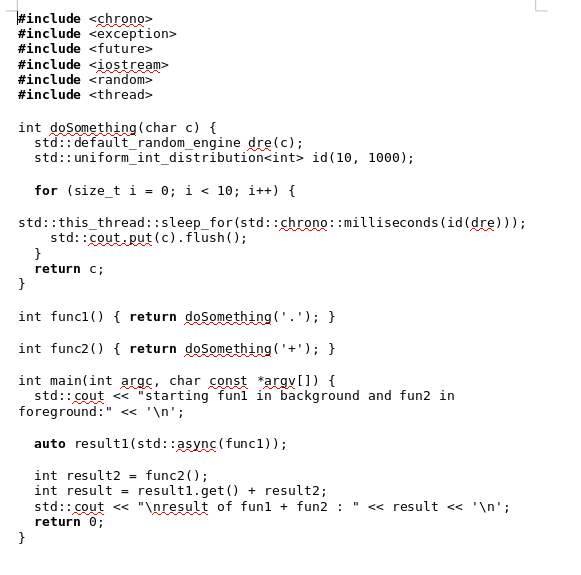 #include <chrono>
#include <exception>
#include <future>
#include <iostream>
#include <random>
#include <thread>

int doSomething(char c) {
  std::default_random_engine dre(c);
  std::uniform_int_distribution<int> id(10, 1000);

  for (size_t i = 0; i < 10; i++) {

std::this_thread::sleep_for(std::chrono::milliseconds(id(dre)));
    std::cout.put(c).flush();
  }
  return c;
}

int func1() { return doSomething('.'); }

int func2() { return doSomething('+'); }

int main(int argc, char const *argv[]) {
  std::cout << "starting fun1 in background and fun2 in
foreground:" << '\n';

  auto result1(std::async(func1));

  int result2 = func2();
  int result = result1.get() + result2;
  std::cout << "\nresult of fun1 + fun2 : " << result << '\n';
  return 0;
}